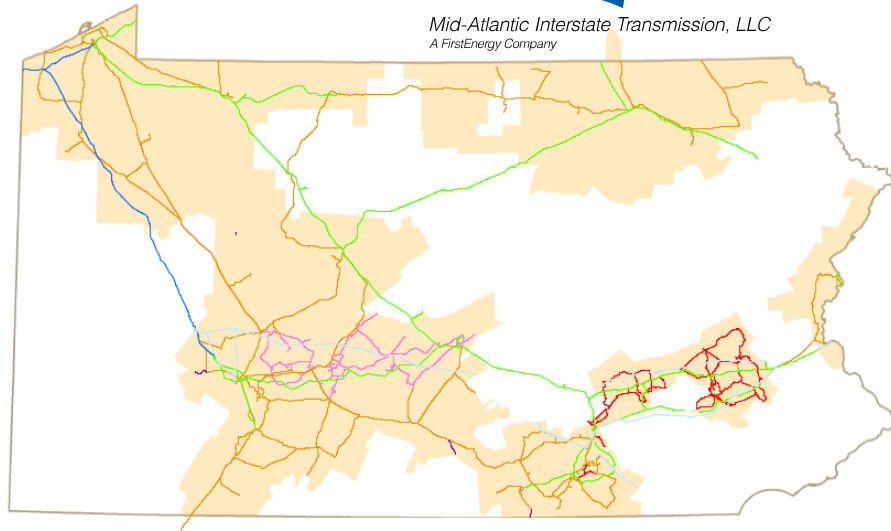 Mid-Atlantic Interstate Transmission, LLC
A FirstEnergy Company